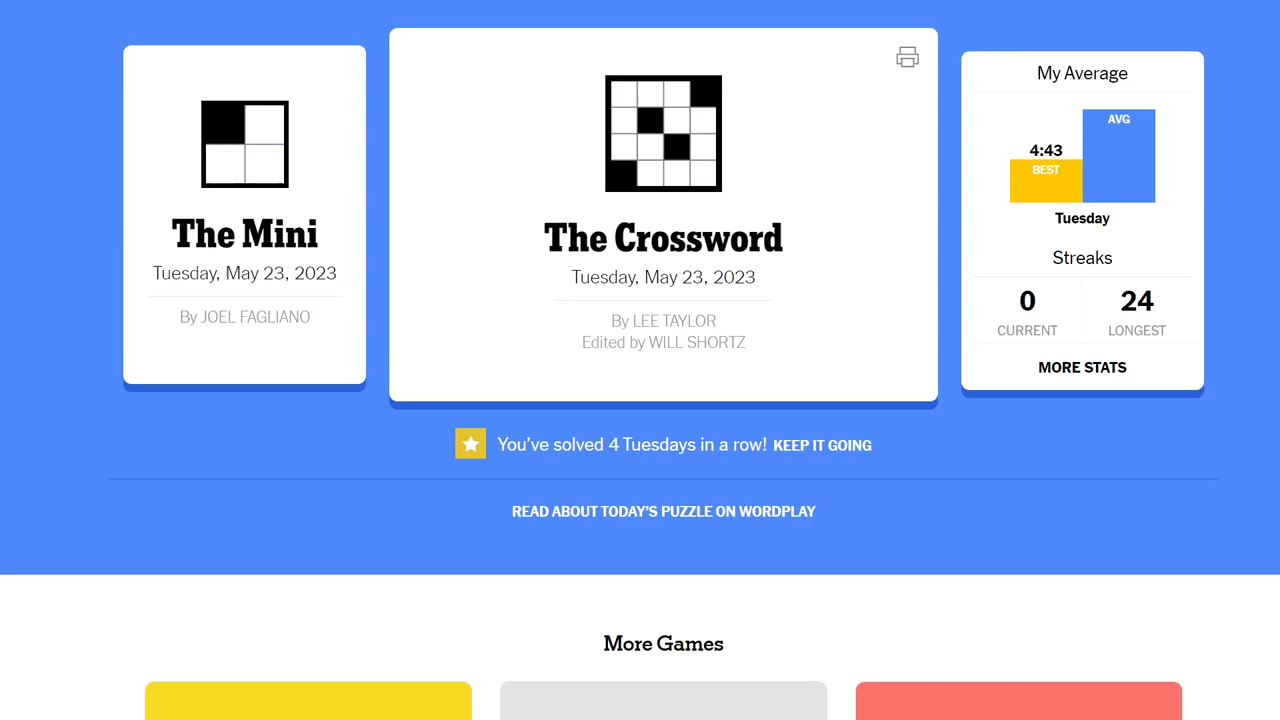 The Mini
Tuesday, May 23, 2023
By JOEL FAGLIANO
The Crossword
Tuesday, May 23, 2023
By LEE TAYLOR
Edited by WILL SHORTZ
My Average
AVG
4:43
BEST
Tuesday
Streaks
0 24
CURRENT LONGEST
MORE STATS
You've solved 4 Tuesdays in a row! KEEP IT GOING
READ ABOUT TODAY'S PUZZLE ON WORDPLAY
More Games